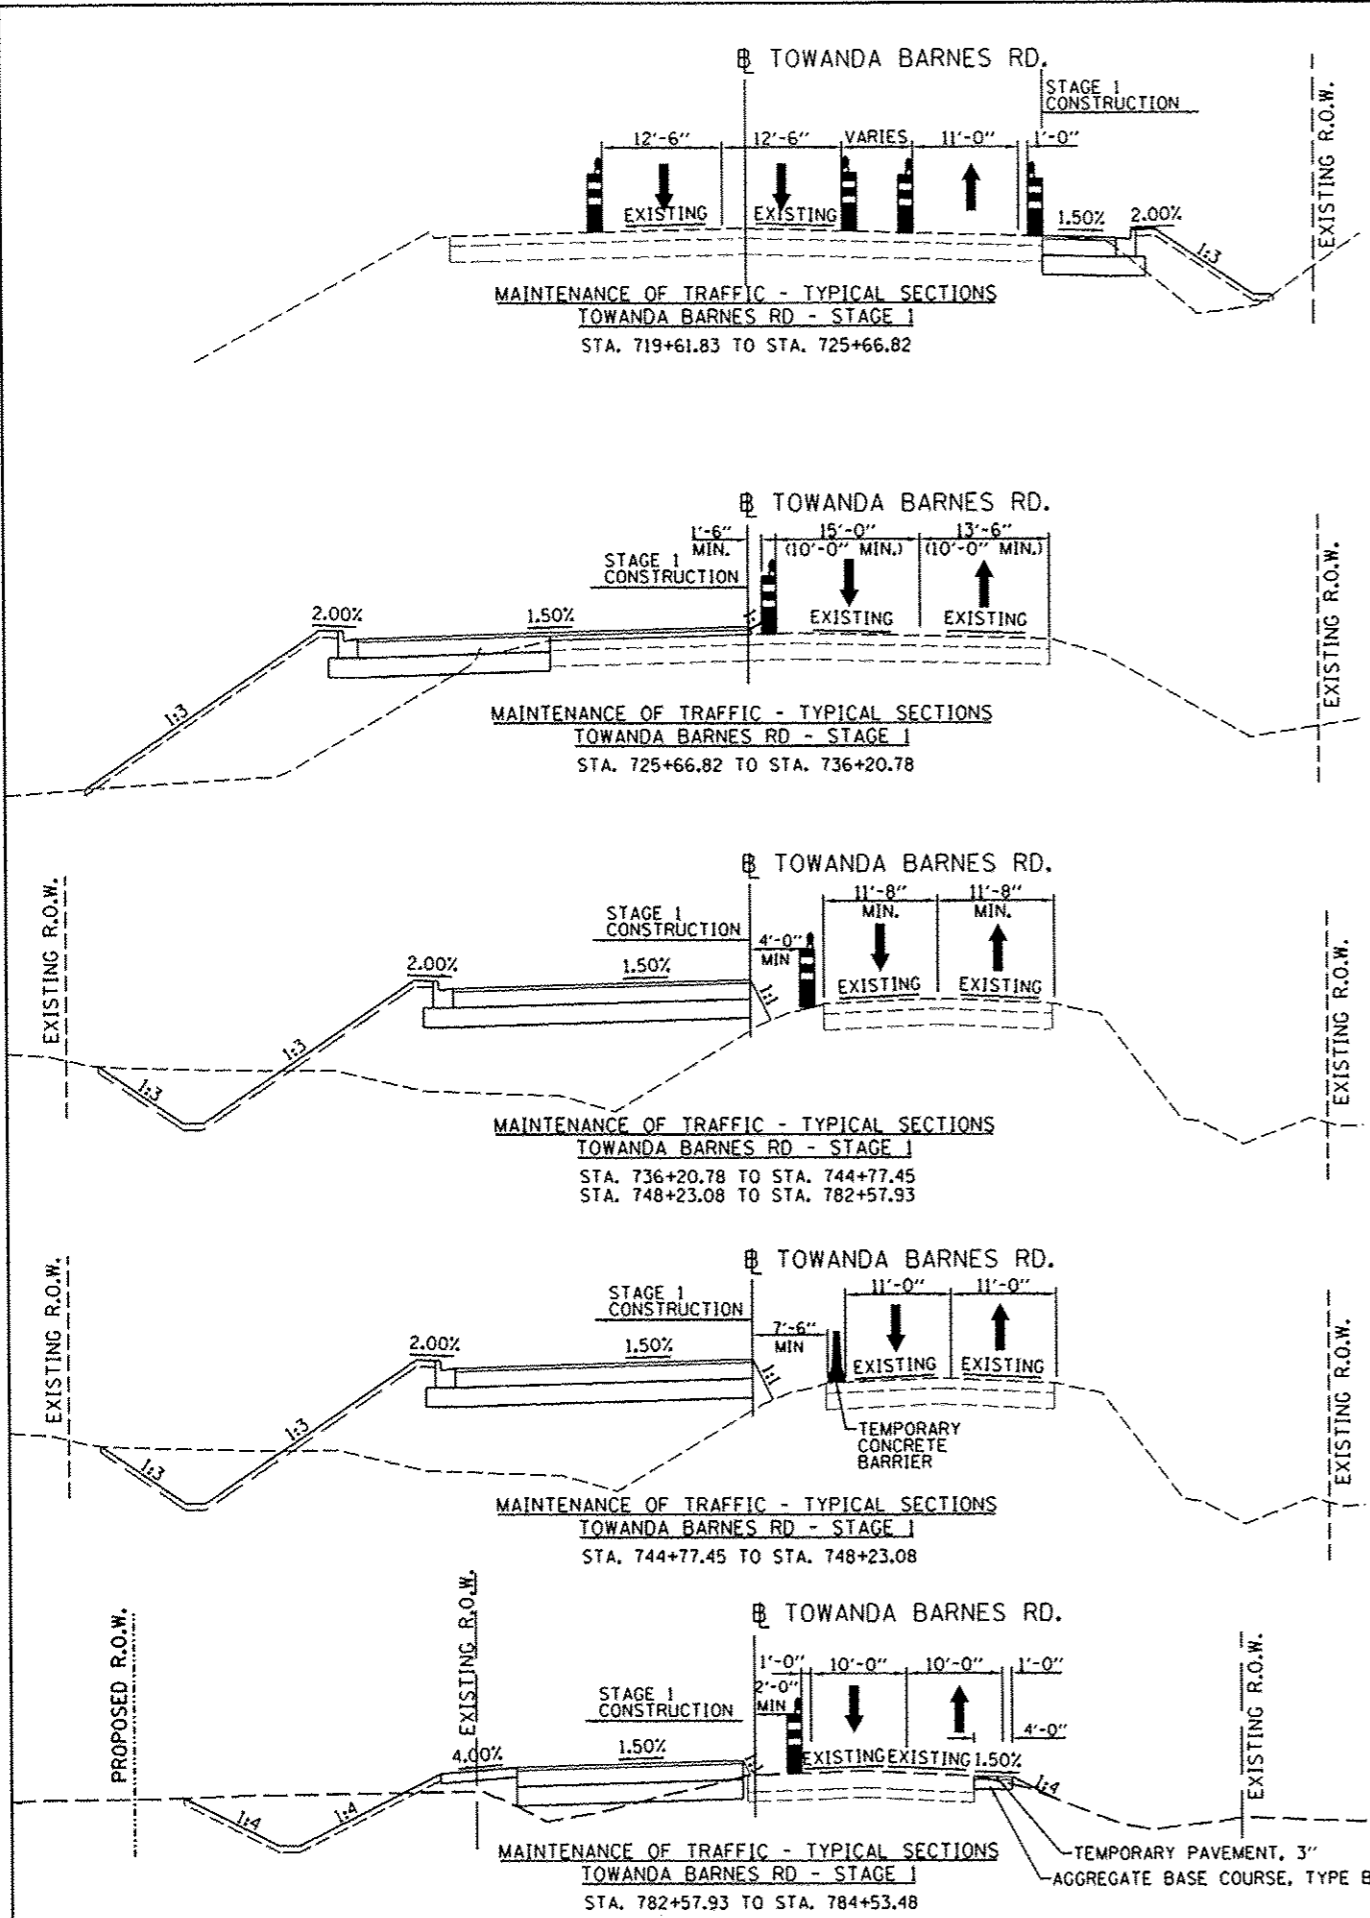 ℄ TOWANDA BARNES RD.
STAGE 1
CONSTRUCTION
EXISTING R.O.W.
12'-6" 12'-6" VARIES 11'-0" 1'-0"
EXISTING EXISTING
1.50% 2.00%
1:3
MAINTENANCE OF TRAFFIC - TYPICAL SECTIONS
TOWANDA BARNES RD - STAGE 1
STA. 719+61.83 TO STA. 725+66.82
℄ TOWANDA BARNES RD.
1'-6" 15'-0" 13'-6"
MIN. (10'-0" MIN.) (10'-0" MIN.)
STAGE 1
CONSTRUCTION
EXISTING R.O.W.
2.00% 1.50% EXISTING EXISTING
1:3
MAINTENANCE OF TRAFFIC - TYPICAL SECTIONS
TOWANDA BARNES RD - STAGE 1
STA. 725+66.82 TO STA. 736+20.78
℄ TOWANDA BARNES RD.
EXISTING R.O.W.
11'-8" 11'-8"
MIN. MIN.
STAGE 1
CONSTRUCTION
4'-0"
MIN
2.00% 1.50% 1:1 EXISTING EXISTING
EXISTING R.O.W.
1:3 1:3
MAINTENANCE OF TRAFFIC - TYPICAL SECTIONS
TOWANDA BARNES RD - STAGE 1
STA. 736+20.78 TO STA. 744+77.45
STA. 748+23.08 TO STA. 782+57.93
℄ TOWANDA BARNES RD.
EXISTING R.O.W.
11'-0" 11'-0"
STAGE 1
CONSTRUCTION
7'-6"
MIN
2.00% 1.50% 1:1 EXISTING EXISTING
EXISTING R.O.W.
1:3 1:3
TEMPORARY
CONCRETE
BARRIER
MAINTENANCE OF TRAFFIC - TYPICAL SECTIONS
TOWANDA BARNES RD - STAGE 1
STA. 744+77.45 TO STA. 748+23.08
℄ TOWANDA BARNES RD.
PROPOSED R.O.W.
EXISTING R.O.W.
1'-0" 10'-0" 10'-0" 1'-0"
2'-0"
MIN
STAGE 1
CONSTRUCTION
4'-0"
EXISTING R.O.W.
4.00% 1.50% EXISTING EXISTING 1.50%
1:4 1:4 1:4
TEMPORARY PAVEMENT, 3"
AGGREGATE BASE COURSE, TYPE B
MAINTENANCE OF TRAFFIC - TYPICAL SECTIONS
TOWANDA BARNES RD - STAGE 1
STA. 782+57.93 TO STA. 784+53.48